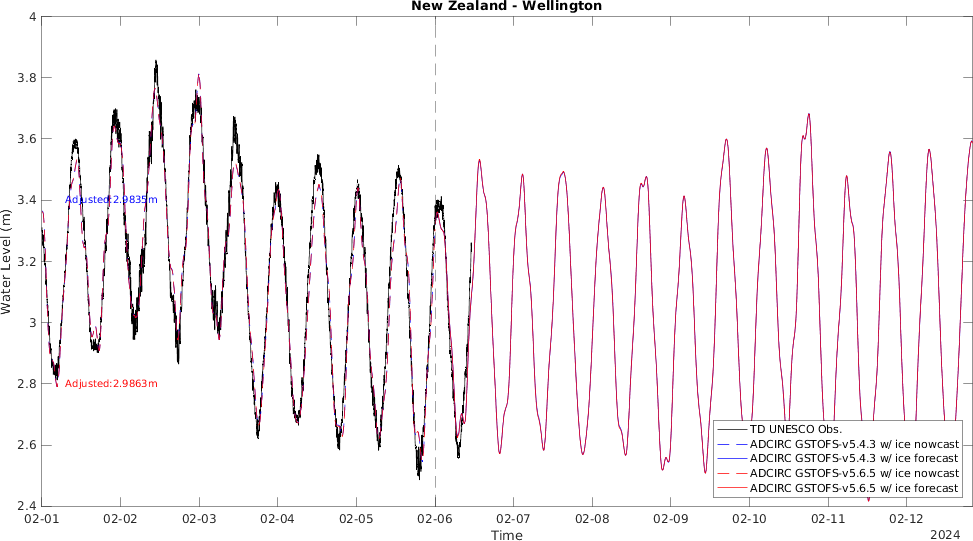 New Zealand - Wellington
4
3.8
3.6
3.4
3.2
3
2.8
2.6
2.4
Water Level (m)
Adjusted:2.9835m
Adjusted:2.9863m
TD UNESCO Obs.
ADCIRC GSTOFS-v5.4.3 w/ ice nowcast
ADCIRC GSTOFS-v5.4.3 w/ ice forecast
ADCIRC GSTOFS-v5.6.5 w/ ice nowcast
ADCIRC GSTOFS-v5.6.5 w/ ice forecast
02-01 02-02 02-03 02-04 02-05 02-06 02-07 02-08 02-09 02-10 02-11 02-12
Time
2024